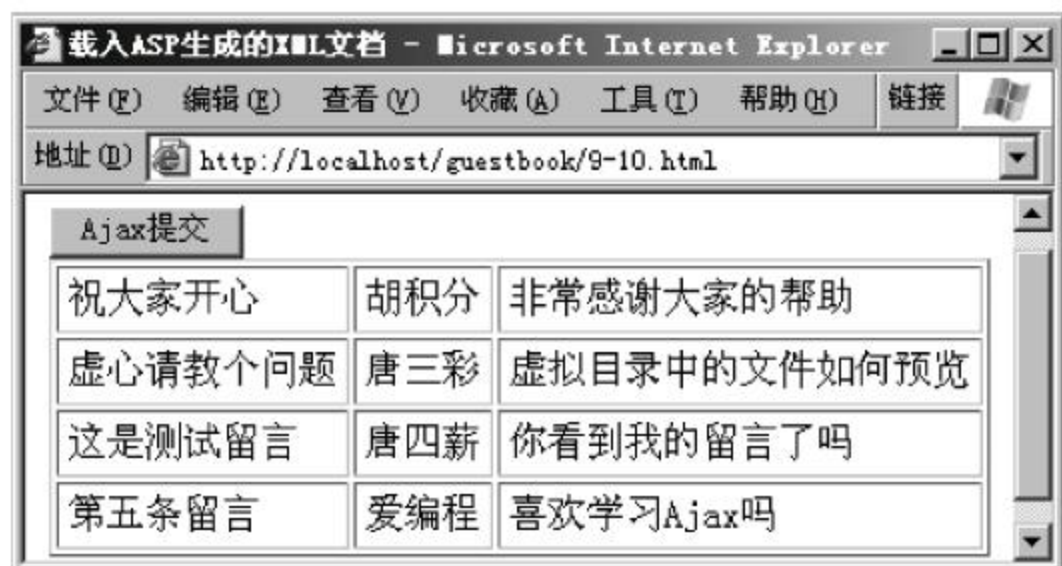 载入ASP生成的XML文档 - Microsoft Internet Explorer
文件(F) 编辑(E) 查看(V) 收藏(A) 工具(T) 帮助(H) 链接
地址(D) http://localhost/guestbook/9-10.html
Ajax提交
祝大家开心 胡积分 非常感谢大家的帮助
虚心请教个问题 唐三彩 虚拟目录中的文件如何预览
这是测试留言 唐四薪 你看到我的留言了吗
第五条留言 爱编程 喜欢学习Ajax吗